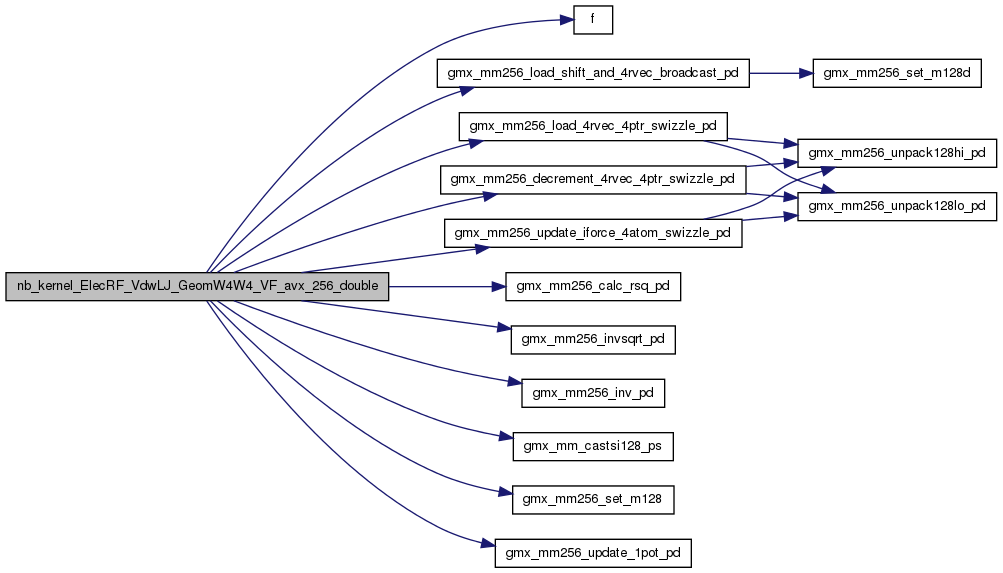 f
gmx_mm256_load_shift_and_4rvec_broadcast_pd
gmx_mm256_set_m128d
gmx_mm256_load_4rvec_4ptr_swizzle_pd
gmx_mm256_unpack128hi_pd
gmx_mm256_decrement_4rvec_4ptr_swizzle_pd
gmx_mm256_unpack128lo_pd
gmx_mm256_update_iforce_4atom_swizzle_pd
nb_kernel_ElecRF_VdwLJ_GeomW4W4_VF_avx_256_double
gmx_mm256_calc_rsq_pd
gmx_mm256_invsqrt_pd
gmx_mm256_inv_pd
gmx_mm_castsi128_ps
gmx_mm256_set_m128
gmx_mm256_update_1pot_pd